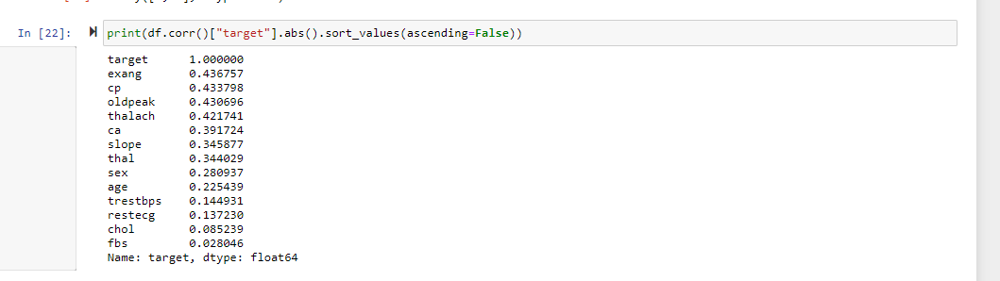 In [22]: print(df.corr()["target"].abs().sort_values(ascending=False))
target 1.000000
exang 0.436757
cp 0.433798
oldpeak 0.430696
thalach 0.421741
ca 0.391724
slope 0.345877
thal 0.344029
sex 0.280937
age 0.225439
trestbps 0.144931
restecg 0.137230
chol 0.085239
fbs 0.028046
Name: target, dtype: float64